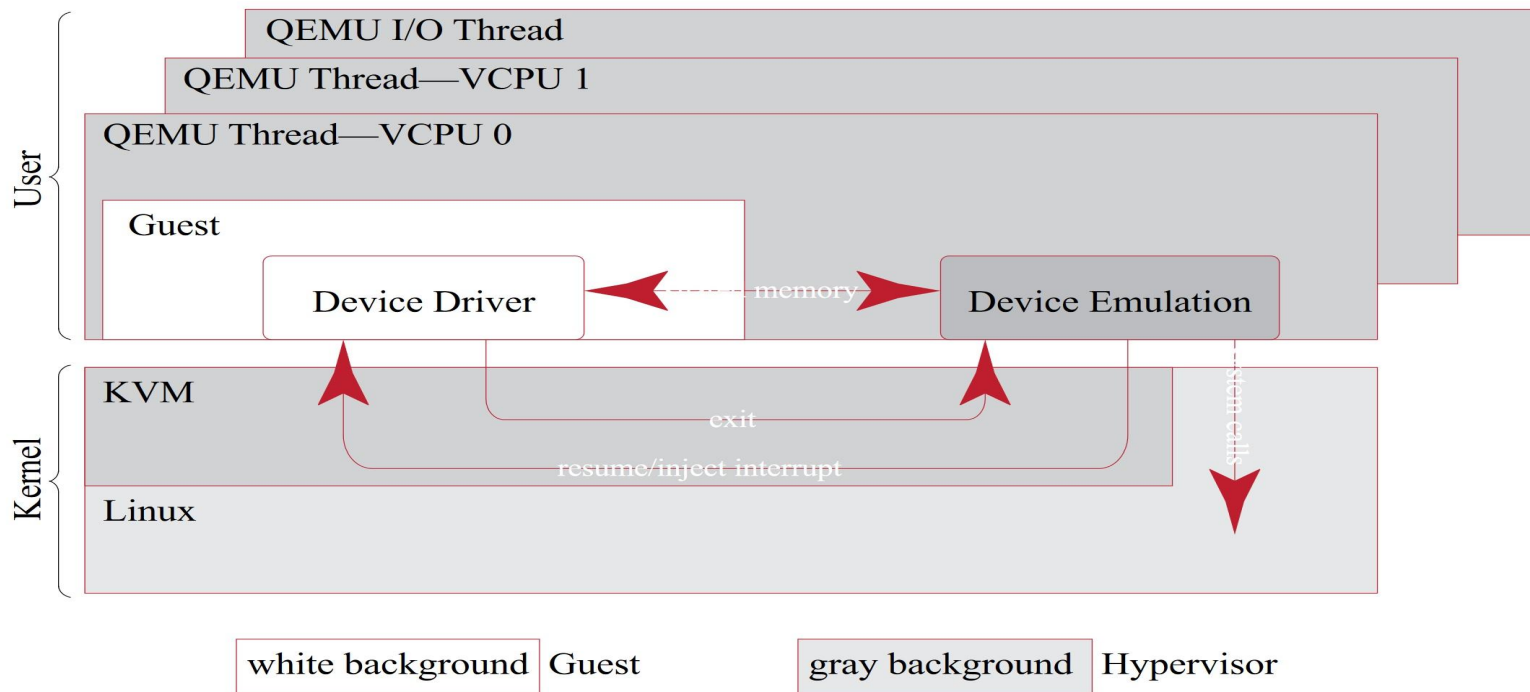 QEMU I/O Thread
QEMU Thread—VCPU 1
QEMU Thread—VCPU 0
User
Guest
Device Driver
memory
Device Emulation
Kernel
KVM
exit
calls
resume/inject interrupt
Linux
white background Guest
gray background Hypervisor